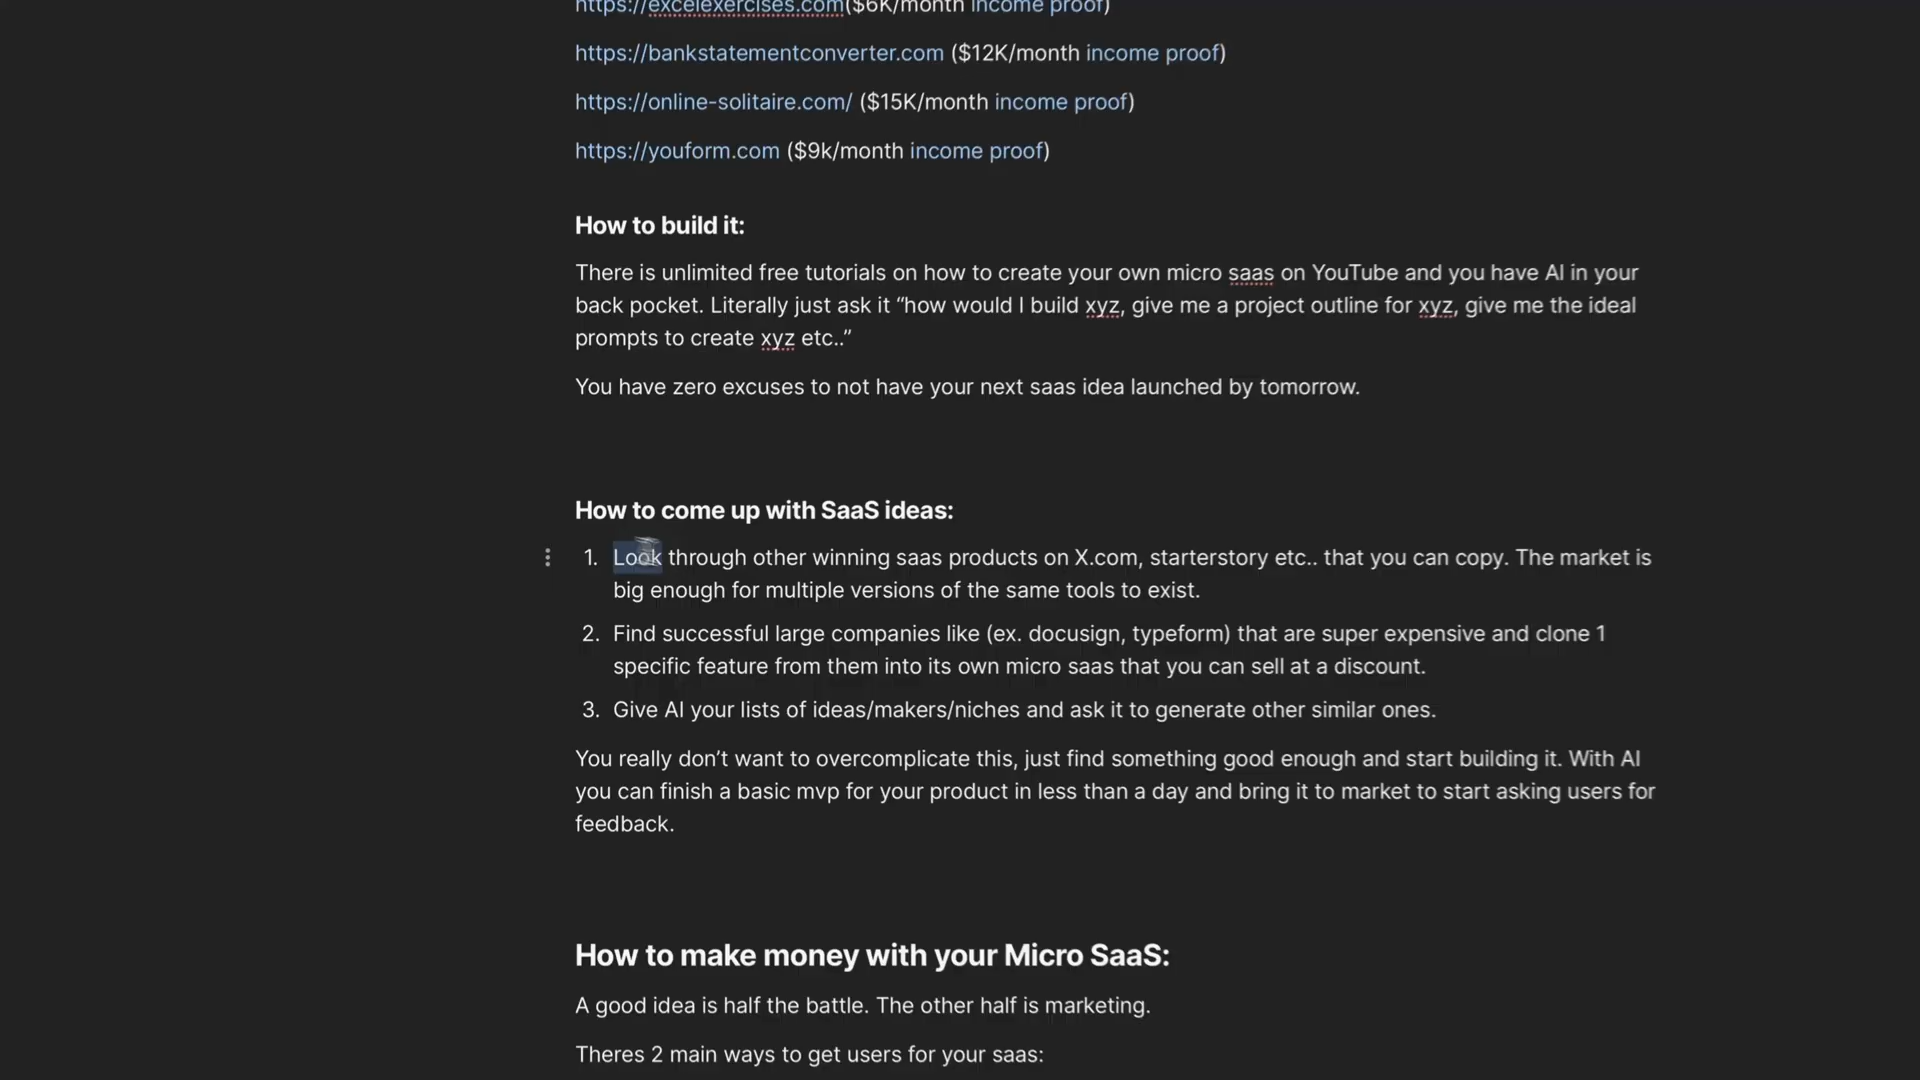 https://excelexercises.com($6K/month income proof)
https://bankstatementconverter.com ($12K/month income proof)
https://online-solitaire.com/ ($15K/month income proof)
https://youform.com ($9k/month income proof)
How to build it:
There is unlimited free tutorials on how to create your own micro saas on YouTube and you have AI in your
back pocket. Literally just ask it “how would I build xyz, give me a project outline for xyz, give me the ideal
prompts to create xyz etc..”
You have zero excuses to not have your next saas idea launched by tomorrow.
How to come up with SaaS ideas:
1. Look through other winning saas products on X.com, starterstory etc.. that you can copy. The market is
big enough for multiple versions of the same tools to exist.
2. Find successful large companies like (ex. docusign, typeform) that are super expensive and clone 1
specific feature from them into its own micro saas that you can sell at a discount.
3. Give AI your lists of ideas/makers/niches and ask it to generate other similar ones.
You really don’t want to overcomplicate this, just find something good enough and start building it. With AI
you can finish a basic mvp for your product in less than a day and bring it to market to start asking users for
feedback.
How to make money with your Micro SaaS:
A good idea is half the battle. The other half is marketing.
Theres 2 main ways to get users for your saas: